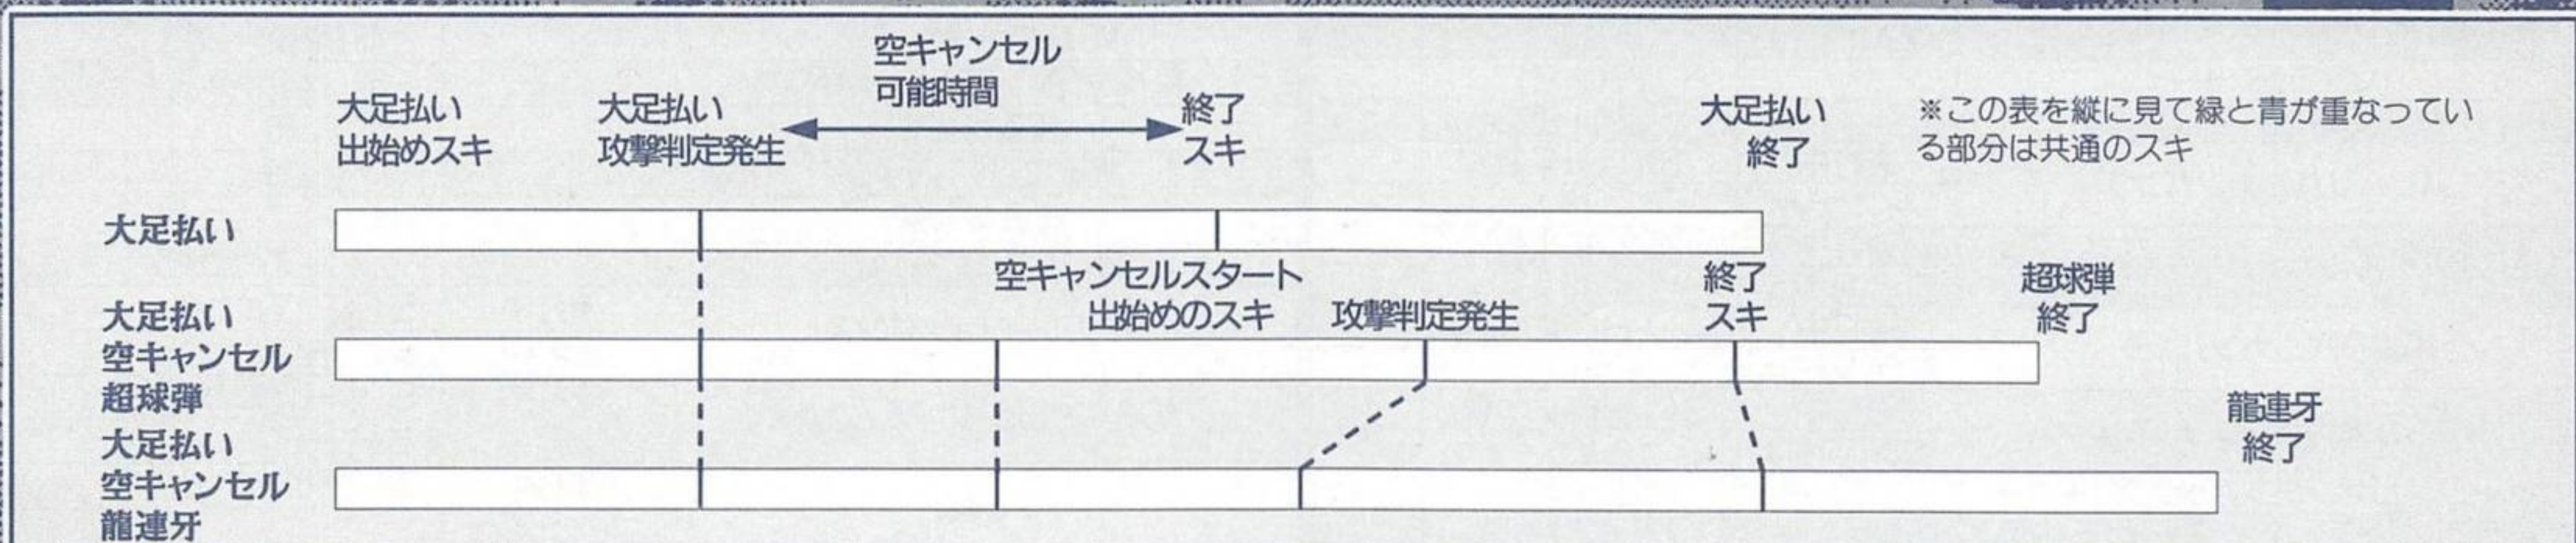 空キャンセル
可能時間
大足払い
出始めスキ
大足払い
攻撃判定発生
終了
スキ
大足払い
終了
※この表を縦に見て緑と青が重なってい
る部分は共通のスキ
大足払い
空キャンセルスタート
出始めのスキ
攻撃判定発生
終了
スキ
超球弾
終了
大足払い
空キャンセル
超球弾
龍連牙
終了
大足払い
空キャンセル
龍連牙